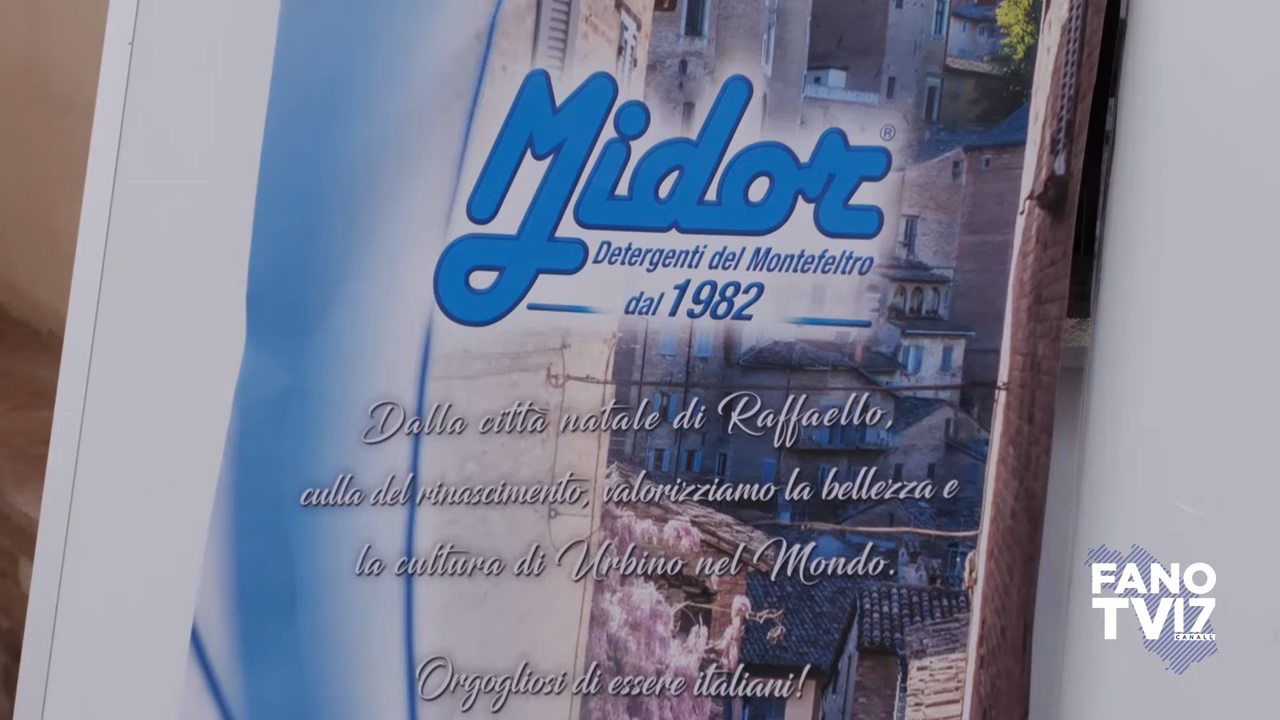 Midor®
Detergenti del Montefeltro
dal 1982
Dalla città natale di Raffaello,
culla del rinascimento, valorizziamo la bellezza e
la cultura di Urbino nel Mondo.
Orgogliosi di essere italiani!
FANO
TV17
CANALE